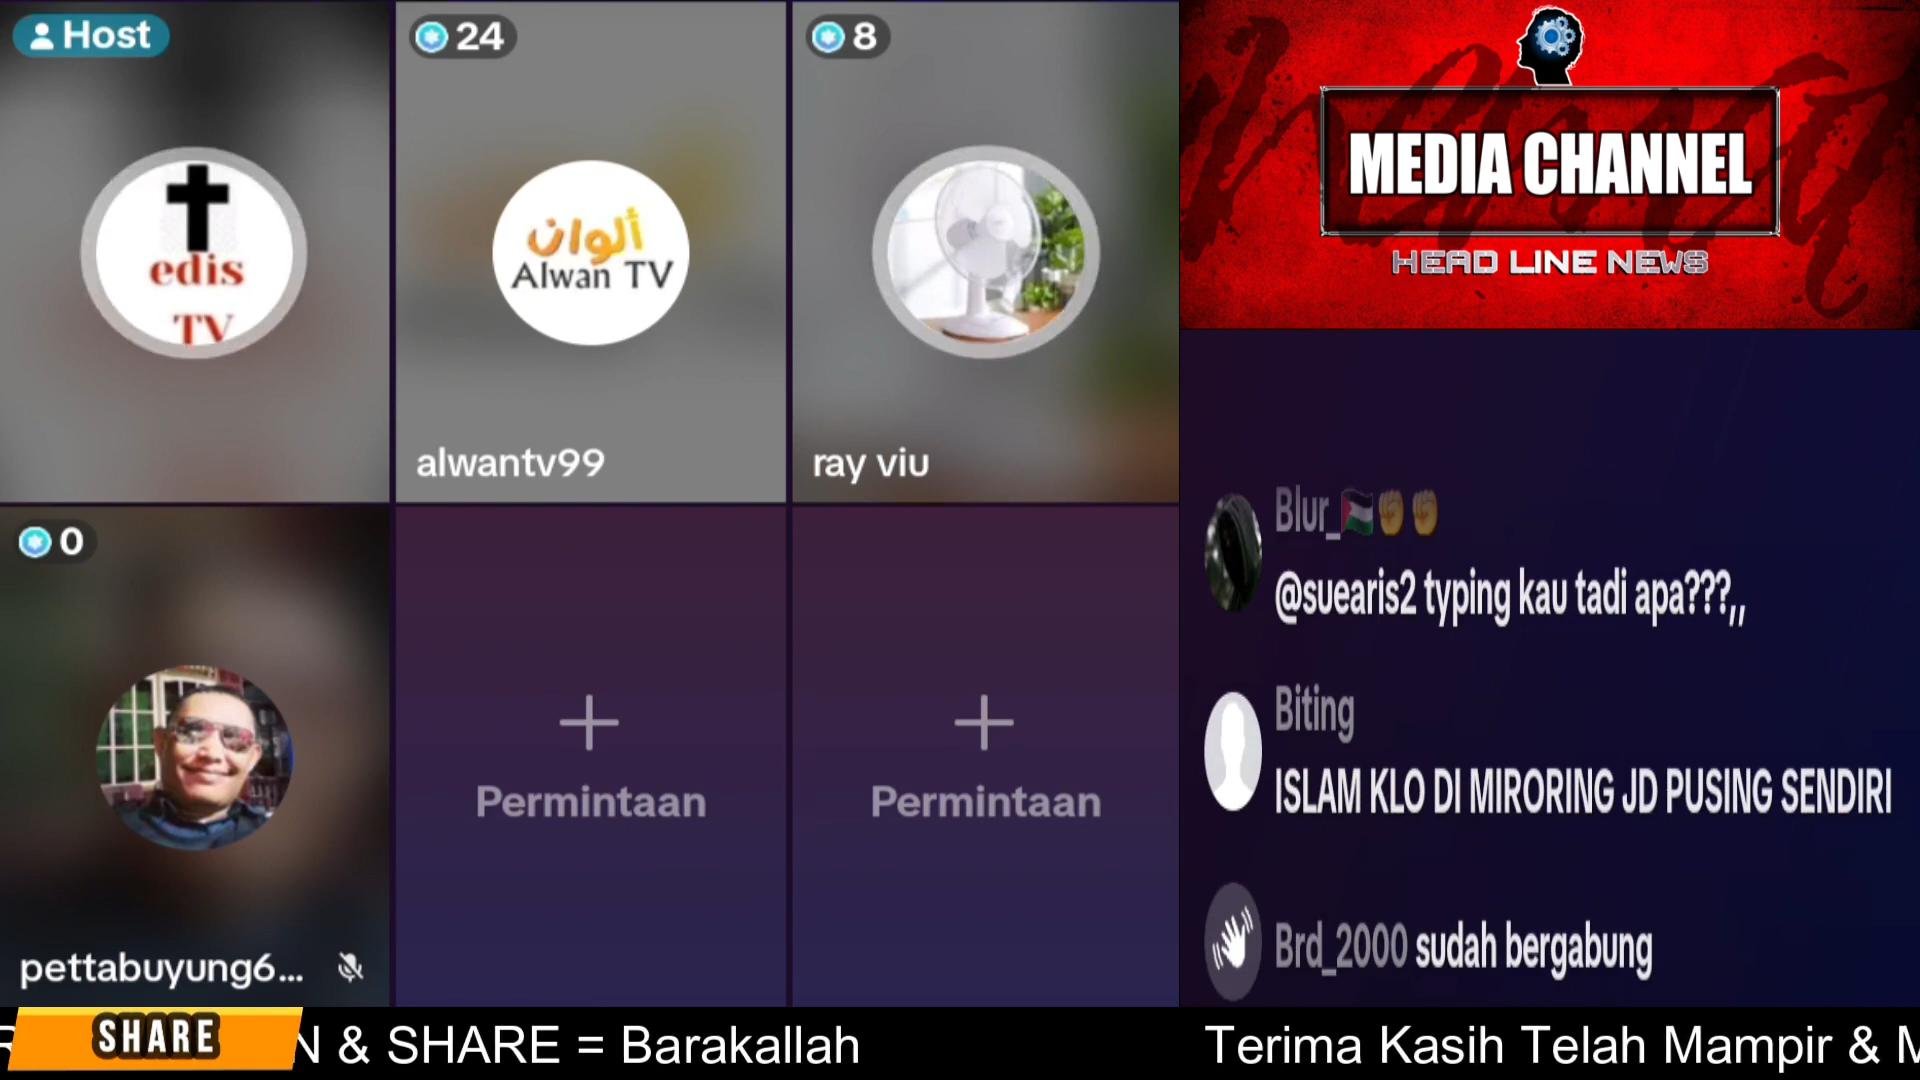 Host
24
8
edis
TV
ألوان
Alwan TV
alwantv99
ray viu
0
Permintaan
Permintaan
pettabuyung6...
MEDIA CHANNEL
HEAD LINE NEWS
Blur_🇵🇸✊✊
@suearis2 typing kau tadi apa???,,
Biting
ISLAM KLO DI MIRORING JD PUSING SENDIRI
Brd_2000 sudah bergabung
SHARE
N & SHARE = Barakallah
Terima Kasih Telah Mampir & M